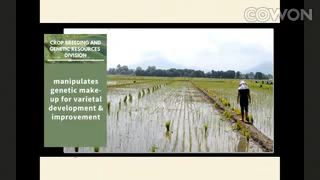 COWON
CROP BREEDING AND
GENETIC RESOURCES
DIVISION
manipulates
genetic make-
up for varietal
development &
improvement